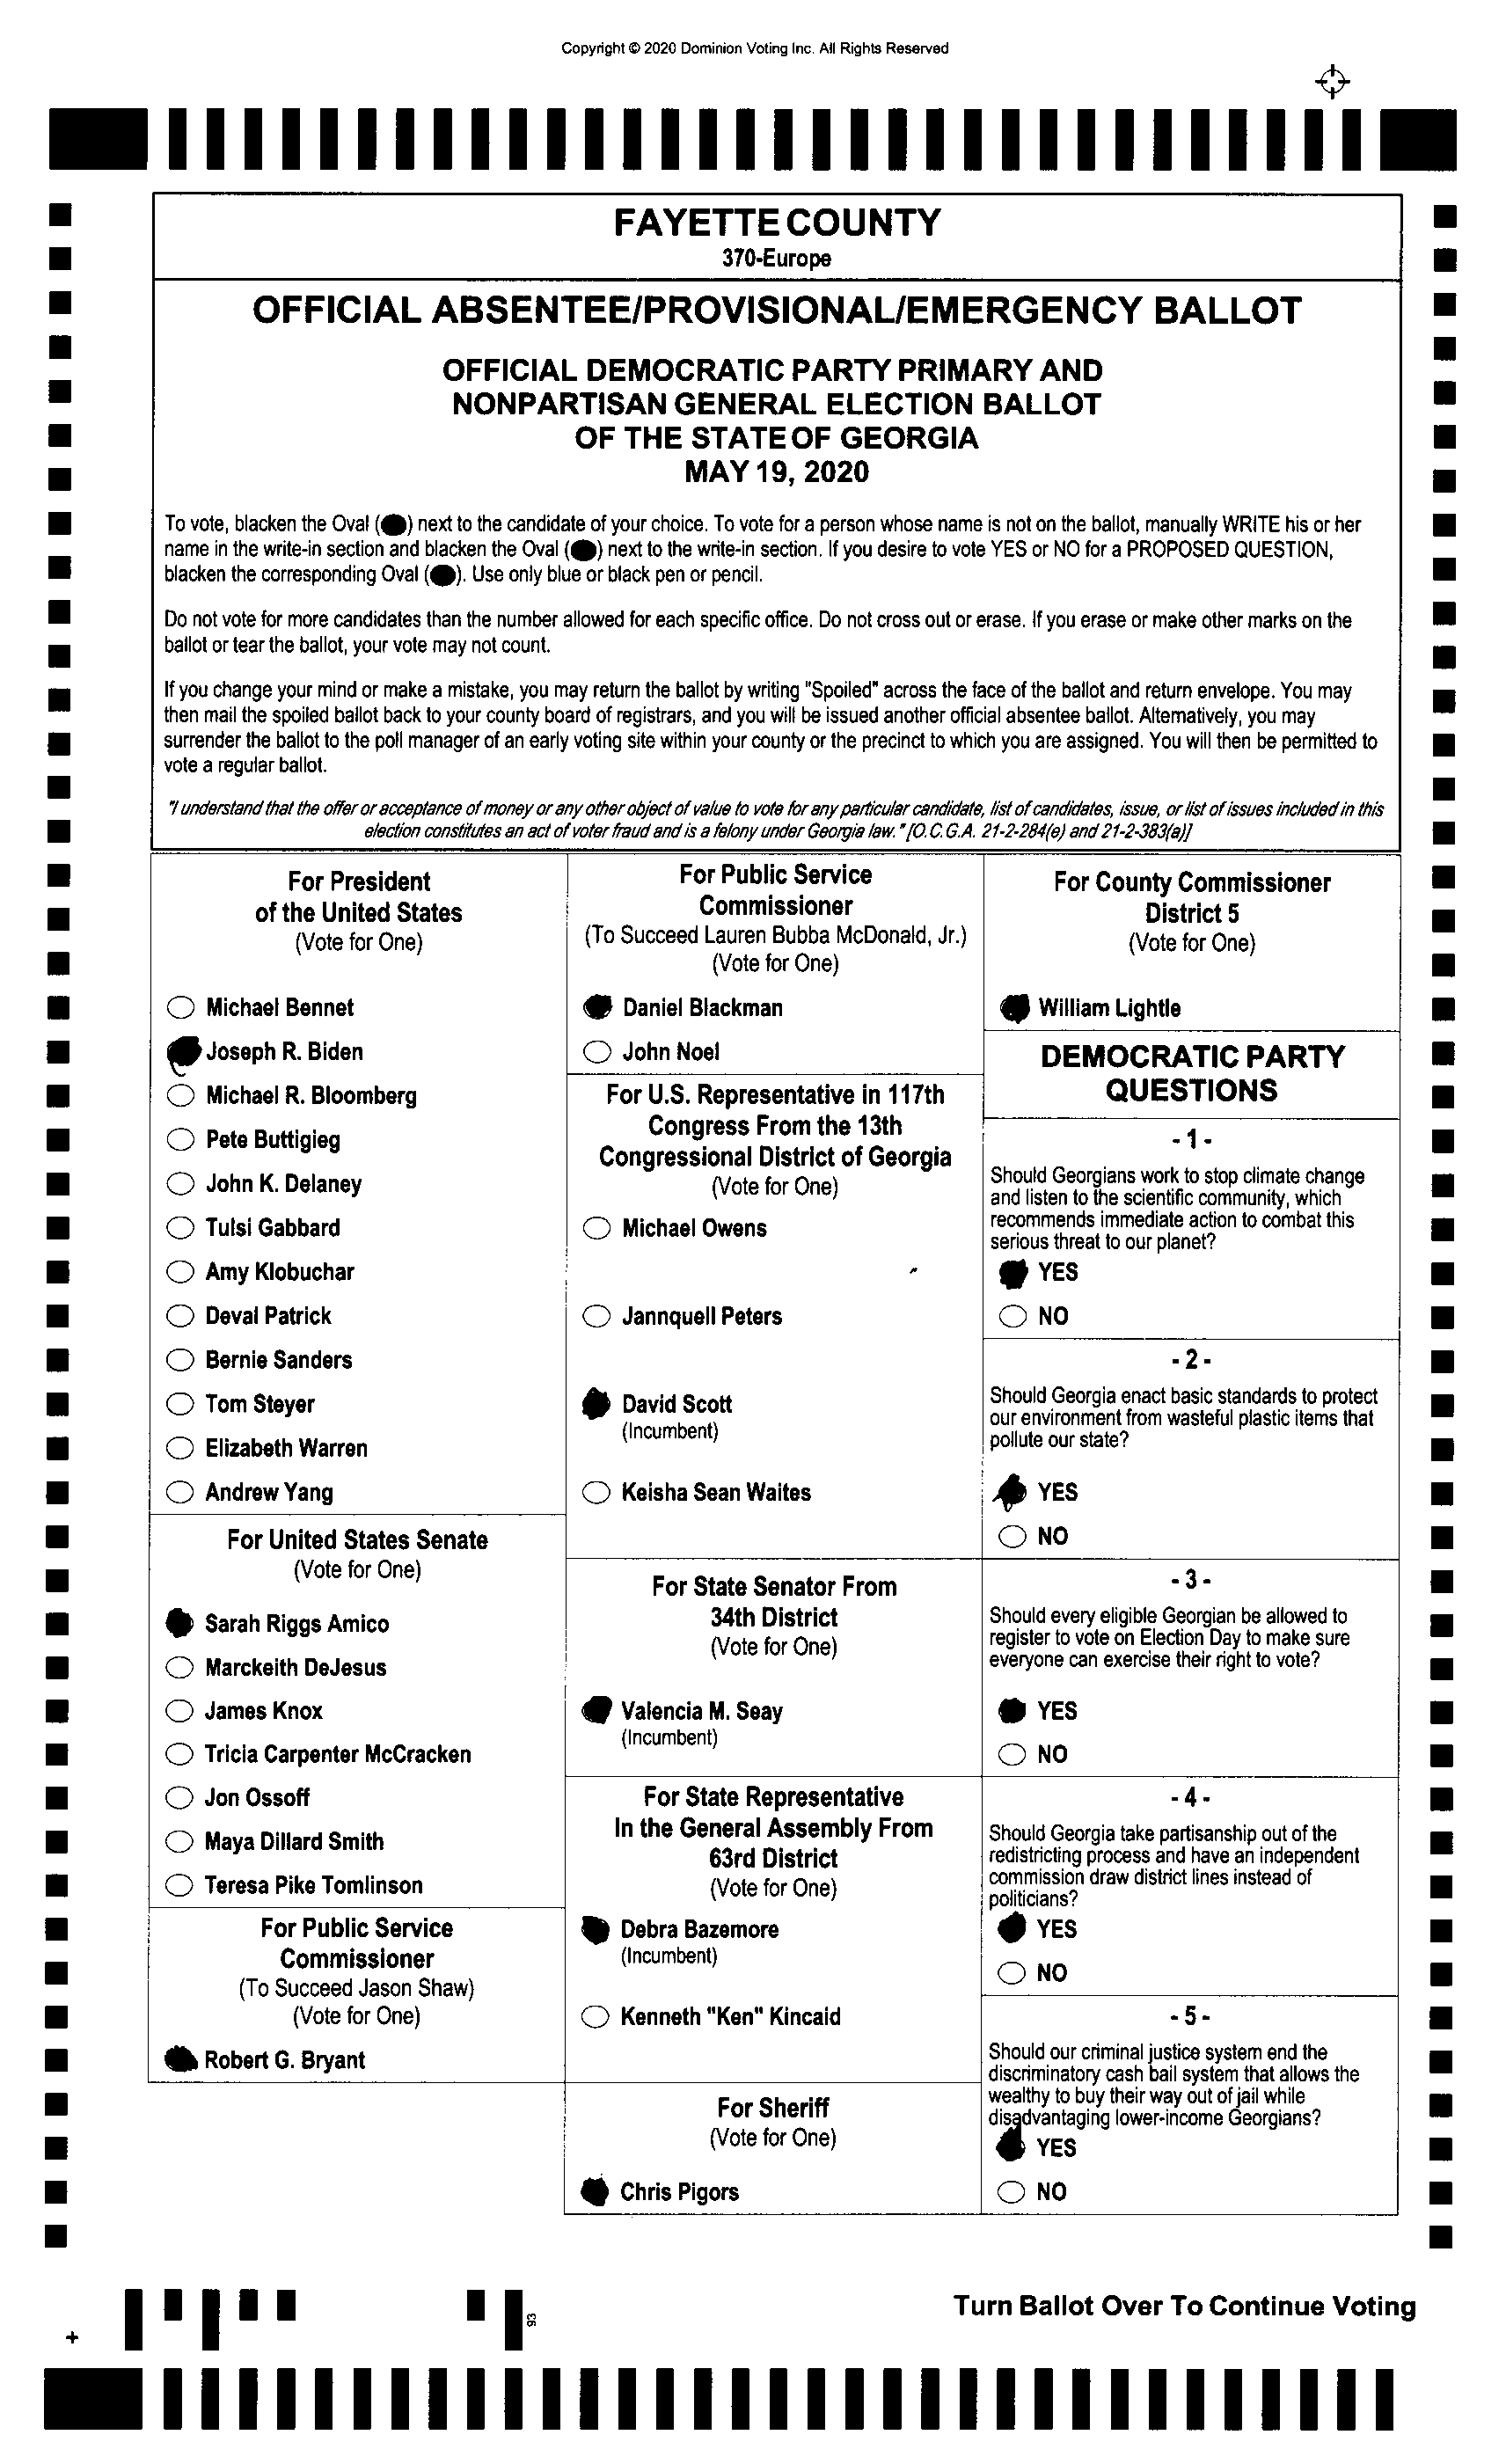 Copyright © 2020 Dominion Voting Inc. All Rights Reserved
FAYETTE COUNTY
370-Europe
OFFICIAL ABSENTEE/PROVISIONAL/EMERGENCY BALLOT
OFFICIAL DEMOCRATIC PARTY PRIMARY AND
NONPARTISAN GENERAL ELECTION BALLOT
OF THE STATE OF GEORGIA
MAY 19, 2020
To vote, blacken the Oval ( ) next to the candidate of your choice. To vote for a person whose name is not on the ballot, manually WRITE his or her
name in the write-in section and blacken the Oval ( ) next to the write-in section. If you desire to vote YES or NO for a PROPOSED QUESTION,
blacken the corresponding Oval ( ). Use only blue or black pen or pencil.
Do not vote for more candidates than the number allowed for each specific office. Do not cross out or erase. If you erase or make other marks on the
ballot or tear the ballot, your vote may not count.
If you change your mind or make a mistake, you may return the ballot by writing "Spoiled" across the face of the ballot and return envelope. You may
then mail the spoiled ballot back to your county board of registrars, and you will be issued another official absentee ballot. Alternatively, you may
surrender the ballot to the poll manager of an early voting site within your county or the precinct to which you are assigned. You will then be permitted to
vote a regular ballot.
"I understand that the offer or acceptance of money or any other object of value to vote for any particular candidate, list of candidates, issue, or list of issues included in this
election constitutes an act of voter fraud and is a felony under Georgia law." [O.C.G.A. 21-2-284(e) and 21-2-383(a)]
For President
of the United States
(Vote for One)
Michael Bennet
Joseph R. Biden
Michael R. Bloomberg
Pete Buttigieg
John K. Delaney
Tulsi Gabbard
Amy Klobuchar
Deval Patrick
Bernie Sanders
Tom Steyer
Elizabeth Warren
Andrew Yang
For United States Senate
(Vote for One)
Sarah Riggs Amico
Marckeith DeJesus
James Knox
Tricia Carpenter McCracken
Jon Ossoff
Maya Dillard Smith
Teresa Pike Tomlinson
For Public Service
Commissioner
(To Succeed Jason Shaw)
(Vote for One)
Robert G. Bryant
For Public Service
Commissioner
(To Succeed Lauren Bubba McDonald, Jr.)
(Vote for One)
Daniel Blackman
John Noel
For U.S. Representative in 117th
Congress From the 13th
Congressional District of Georgia
(Vote for One)
Michael Owens
Jannquell Peters
David Scott
(Incumbent)
Keisha Sean Waites
For State Senator From
34th District
(Vote for One)
Valencia M. Seay
(Incumbent)
For State Representative
In the General Assembly From
63rd District
(Vote for One)
Debra Bazemore
(Incumbent)
Kenneth "Ken" Kincaid
For Sheriff
(Vote for One)
Chris Pigors
For County Commissioner
District 5
(Vote for One)
William Lightle
DEMOCRATIC PARTY
QUESTIONS
- 1 -
Should Georgians work to stop climate change
and listen to the scientific community, which
recommends immediate action to combat this
serious threat to our planet?
YES
NO
- 2 -
Should Georgia enact basic standards to protect
our environment from wasteful plastic items that
pollute our state?
YES
NO
- 3 -
Should every eligible Georgian be allowed to
register to vote on Election Day to make sure
everyone can exercise their right to vote?
YES
NO
- 4 -
Should Georgia take partisanship out of the
redistricting process and have an independent
commission draw district lines instead of
politicians?
YES
NO
- 5 -
Should our criminal justice system end the
discriminatory cash bail system that allows the
wealthy to buy their way out of jail while
disadvantaging lower-income Georgians?
YES
NO
Turn Ballot Over To Continue Voting
93
+